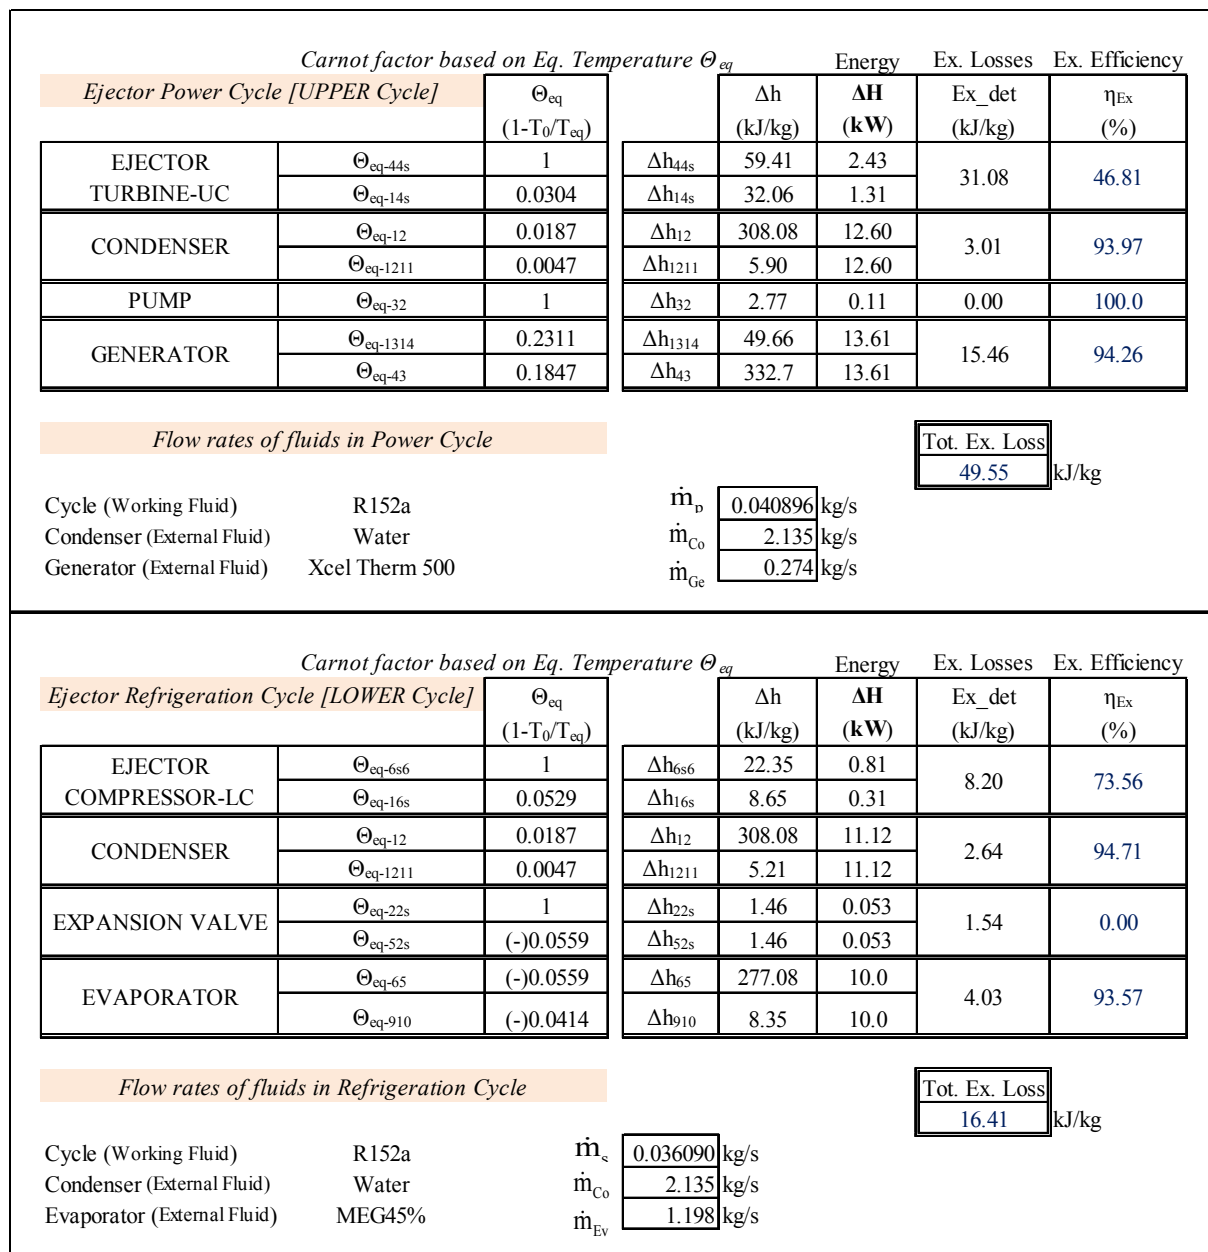 Carnot factor based on Eq. Temperature Θeq Energy Ex. Losses Ex. Efficiency
Ejector Power Cycle [UPPER Cycle] Θeq Δh ΔH Ex_det ηEx
(1-T0/Teq) (kJ/kg) (kW) (kJ/kg) (%)
EJECTOR Θeq-44s 1 Δh44s 59.41 2.43 31.08 46.81
TURBINE-UC Θeq-14s 0.0304 Δh14s 32.06 1.31
CONDENSER Θeq-12 0.0187 Δh12 308.08 12.60 3.01 93.97
Θeq-1211 0.0047 Δh1211 5.90 12.60
PUMP Θeq-32 1 Δh32 2.77 0.11 0.00 100.0
GENERATOR Θeq-1314 0.2311 Δh1314 49.66 13.61 15.46 94.26
Θeq-43 0.1847 Δh43 332.7 13.61
Flow rates of fluids in Power Cycle Tot. Ex. Loss
49.55 kJ/kg
Cycle (Working Fluid) R152a ṁp 0.040896 kg/s
Condenser (External Fluid) Water ṁCo 2.135 kg/s
Generator (External Fluid) Xcel Therm 500 ṁGe 0.274 kg/s
Carnot factor based on Eq. Temperature Θeq Energy Ex. Losses Ex. Efficiency
Ejector Refrigeration Cycle [LOWER Cycle] Θeq Δh ΔH Ex_det ηEx
(1-T0/Teq) (kJ/kg) (kW) (kJ/kg) (%)
EJECTOR Θeq-6s6 1 Δh6s6 22.35 0.81 8.20 73.56
COMPRESSOR-LC Θeq-16s 0.0529 Δh16s 8.65 0.31
CONDENSER Θeq-12 0.0187 Δh12 308.08 11.12 2.64 94.71
Θeq-1211 0.0047 Δh1211 5.21 11.12
EXPANSION VALVE Θeq-22s 1 Δh22s 1.46 0.053 1.54 0.00
Θeq-52s (-)0.0559 Δh52s 1.46 0.053
EVAPORATOR Θeq-65 (-)0.0559 Δh65 277.08 10.0 4.03 93.57
Θeq-910 (-)0.0414 Δh910 8.35 10.0
Flow rates of fluids in Refrigeration Cycle Tot. Ex. Loss
16.41 kJ/kg
Cycle (Working Fluid) R152a ṁs 0.036090 kg/s
Condenser (External Fluid) Water ṁCo 2.135 kg/s
Evaporator (External Fluid) MEG45% ṁEv 1.198 kg/s